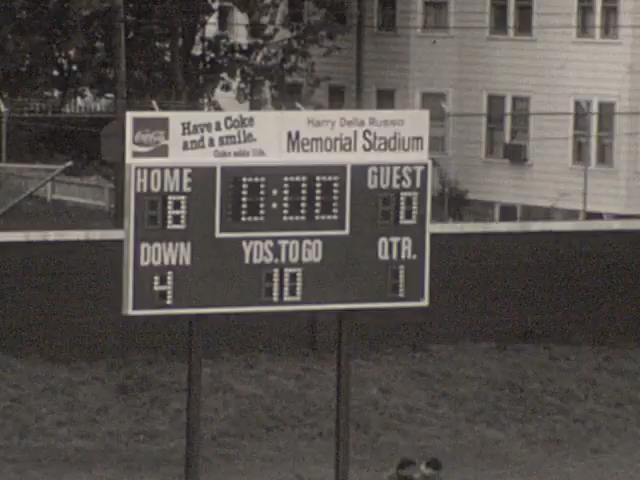 Coca-Cola
Have a Coke
and a smile.
Coke adds life.
Harry Della Russo
Memorial Stadium
HOME 8
0:00
GUEST 0
DOWN 4
YDS. TO GO 10
QTR. 1